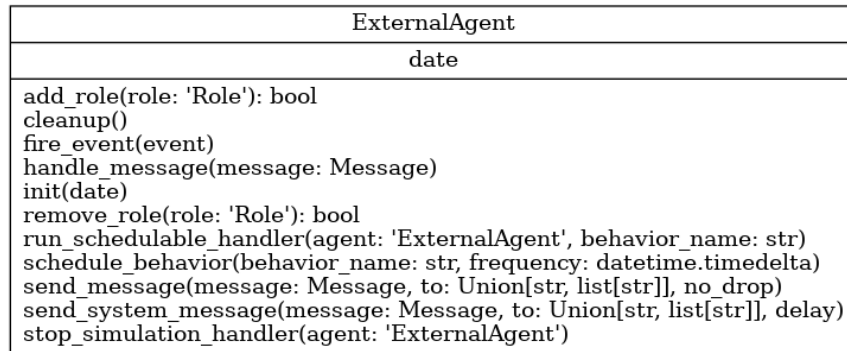 ExternalAgent
date
add_role(role: 'Role'): bool
cleanup()
fire_event(event)
handle_message(message: Message)
init(date)
remove_role(role: 'Role'): bool
run_schedulable_handler(agent: 'ExternalAgent', behavior_name: str)
schedule_behavior(behavior_name: str, frequency: datetime.timedelta)
send_message(message: Message, to: Union[str, list[str]], no_drop)
send_system_message(message: Message, to: Union[str, list[str]], delay)
stop_simulation_handler(agent: 'ExternalAgent')